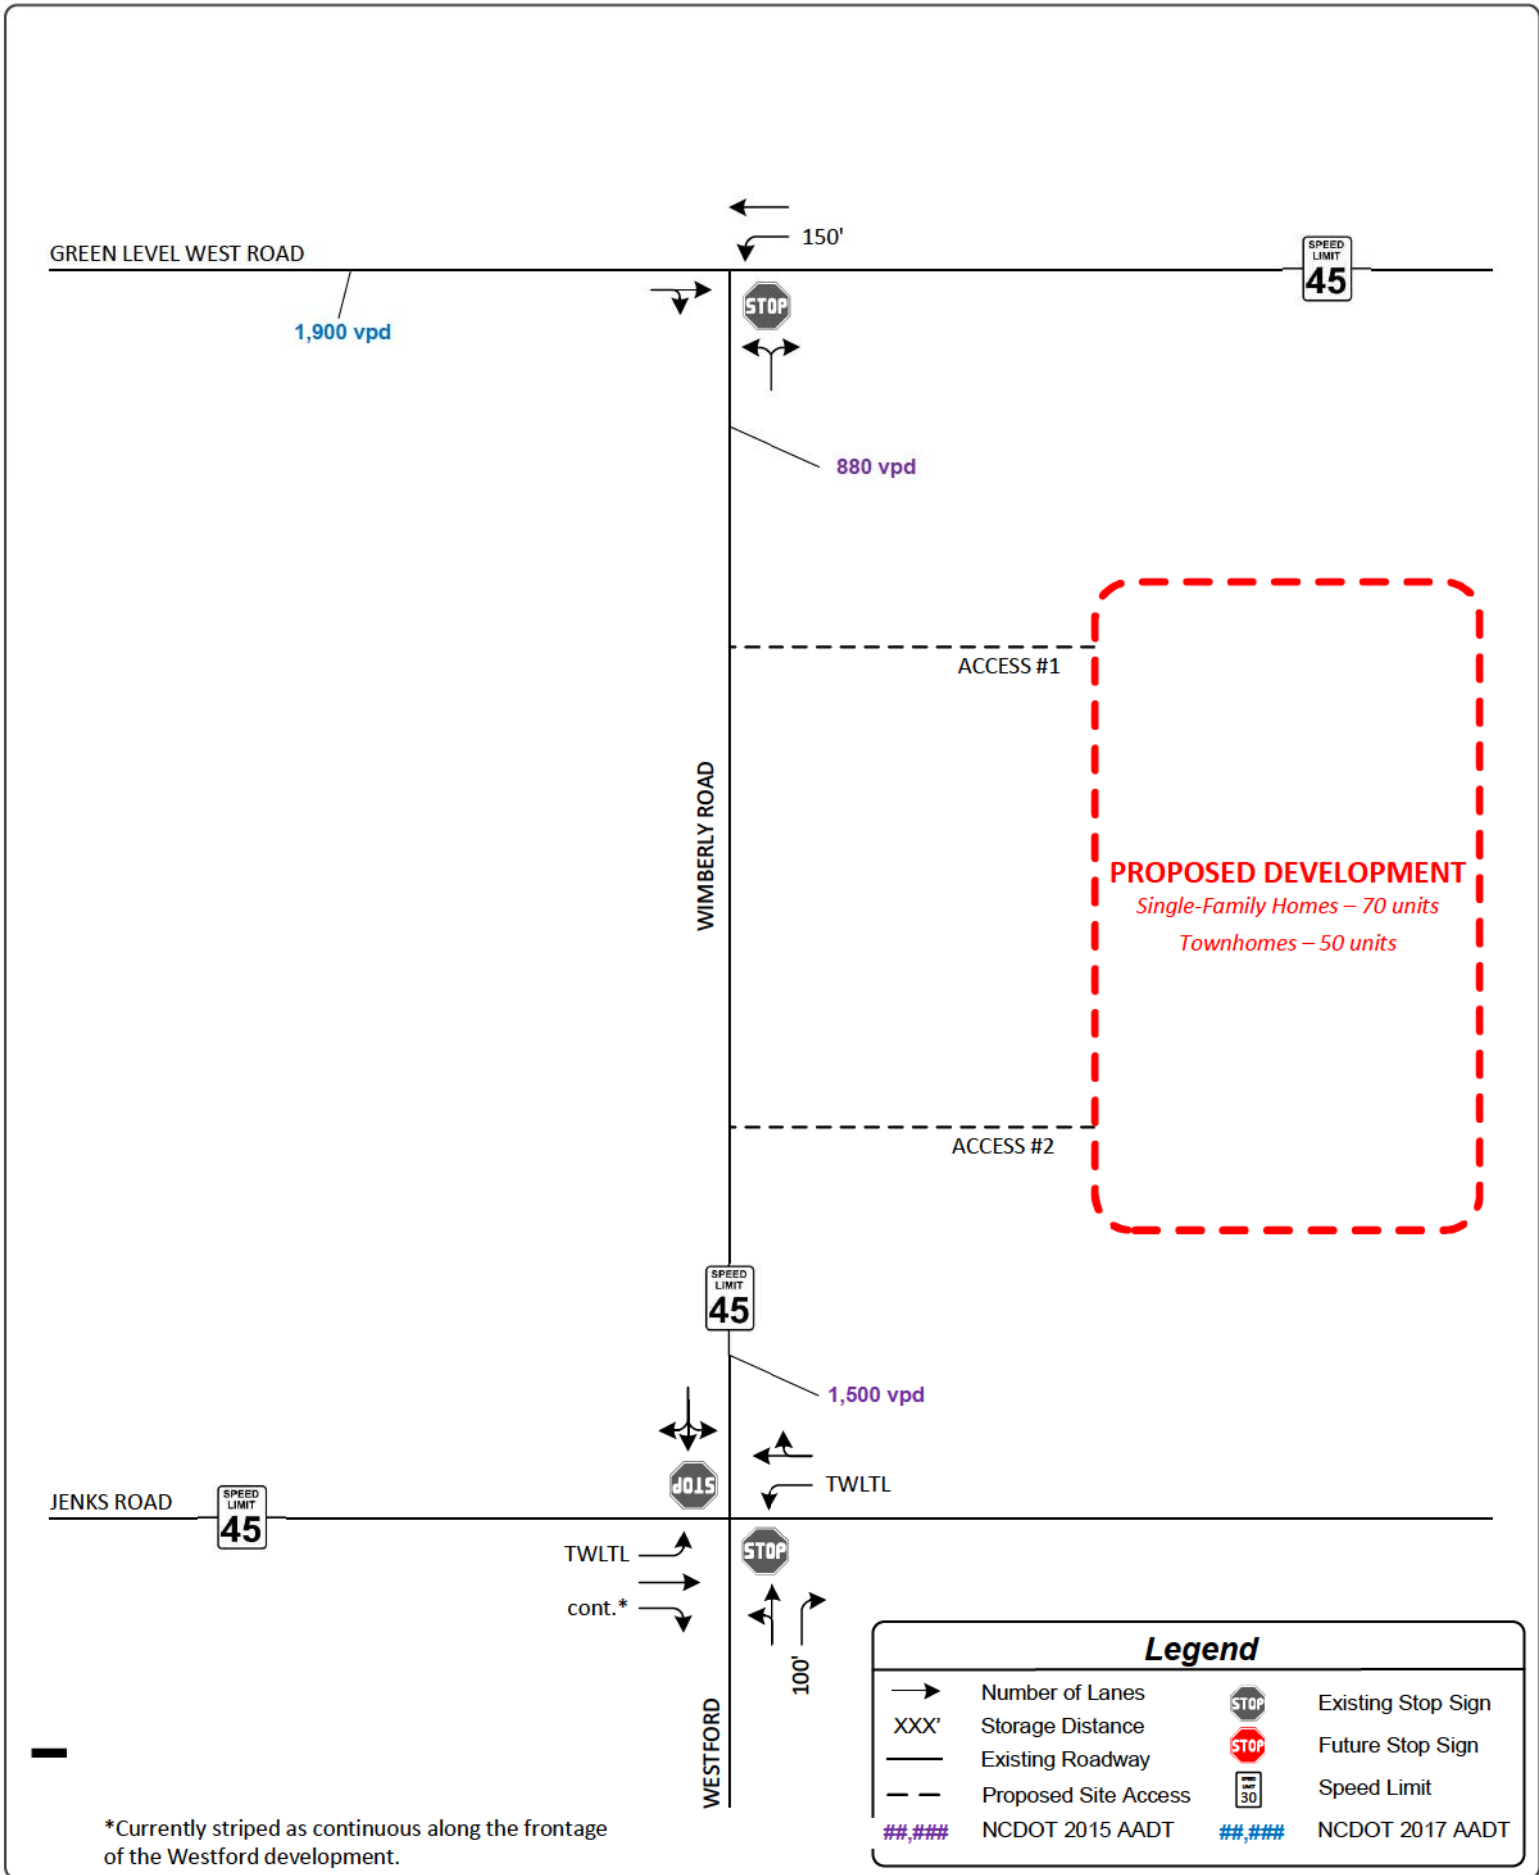 150'
GREEN LEVEL WEST ROAD
SPEED
LIMIT
45
STOP
1,900 vpd
880 vpd
ACCESS #1
WIMBERLY ROAD
PROPOSED DEVELOPMENT
Single-Family Homes – 70 units
Townhomes – 50 units
ACCESS #2
SPEED
LIMIT
45
1,500 vpd
STOP
TWLTL
JENKS ROAD
SPEED
LIMIT
45
TWLTL
STOP
cont.*
100'
WESTFORD
Legend
Number of Lanes
STOP
Existing Stop Sign
XXX'
Storage Distance
STOP
Future Stop Sign
Existing Roadway
SPEED
LIMIT
30
Speed Limit
Proposed Site Access
##,###
NCDOT 2015 AADT
##,###
NCDOT 2017 AADT
*Currently striped as continuous along the frontage
of the Westford development.